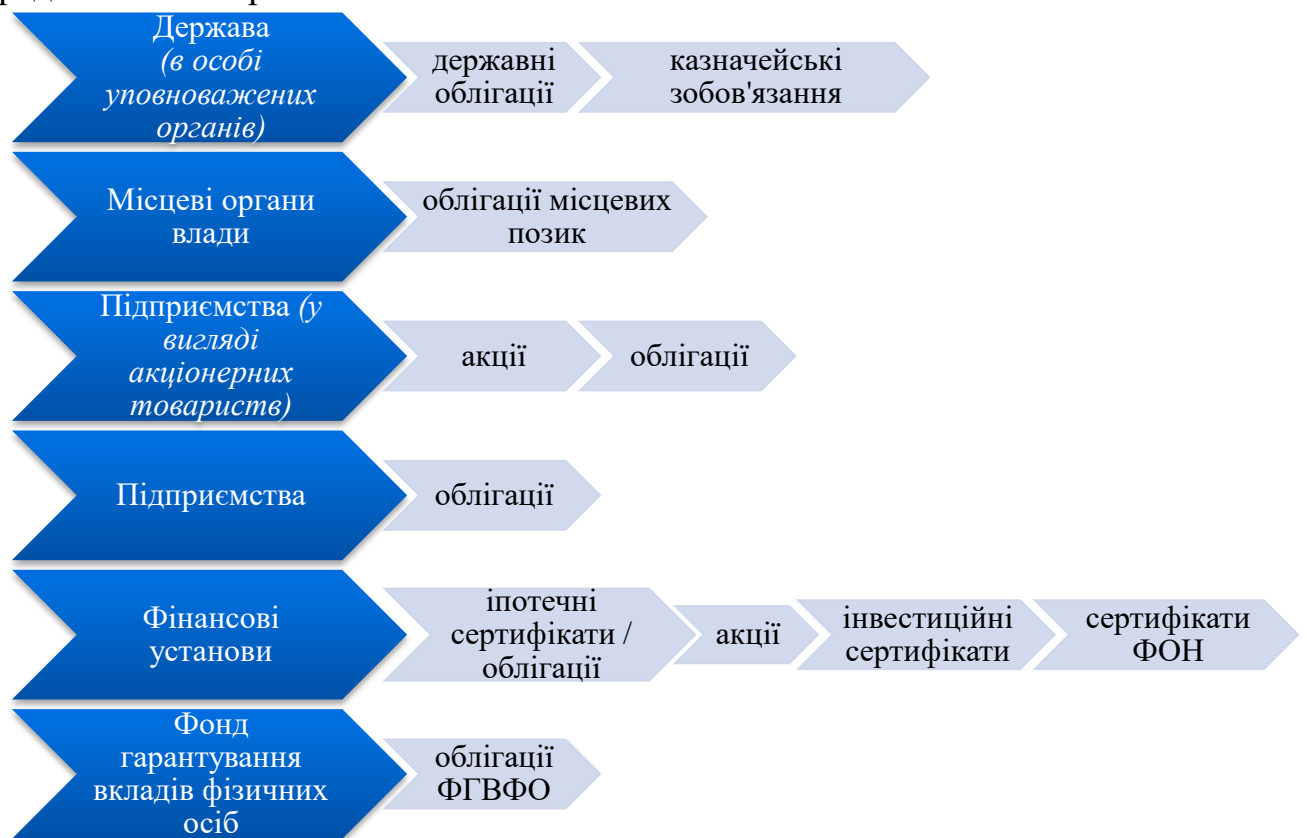 Держава
(в особі
уповноважених
органів)
державні
облігації
казначейські
зобов'язання
Місцеві органи
влади
облігації місцевих
позик
Підприємства (у
вигляді
акціонерних
товариств)
акції
облігації
Підприємства
облігації
Фінансові
установи
іпотечні
сертифікати /
облігації
акції
інвестиційні
сертифікати
сертифікати
ФОН
Фонд
гарантування
вкладів фізичних
осіб
облігації
ФГВФО